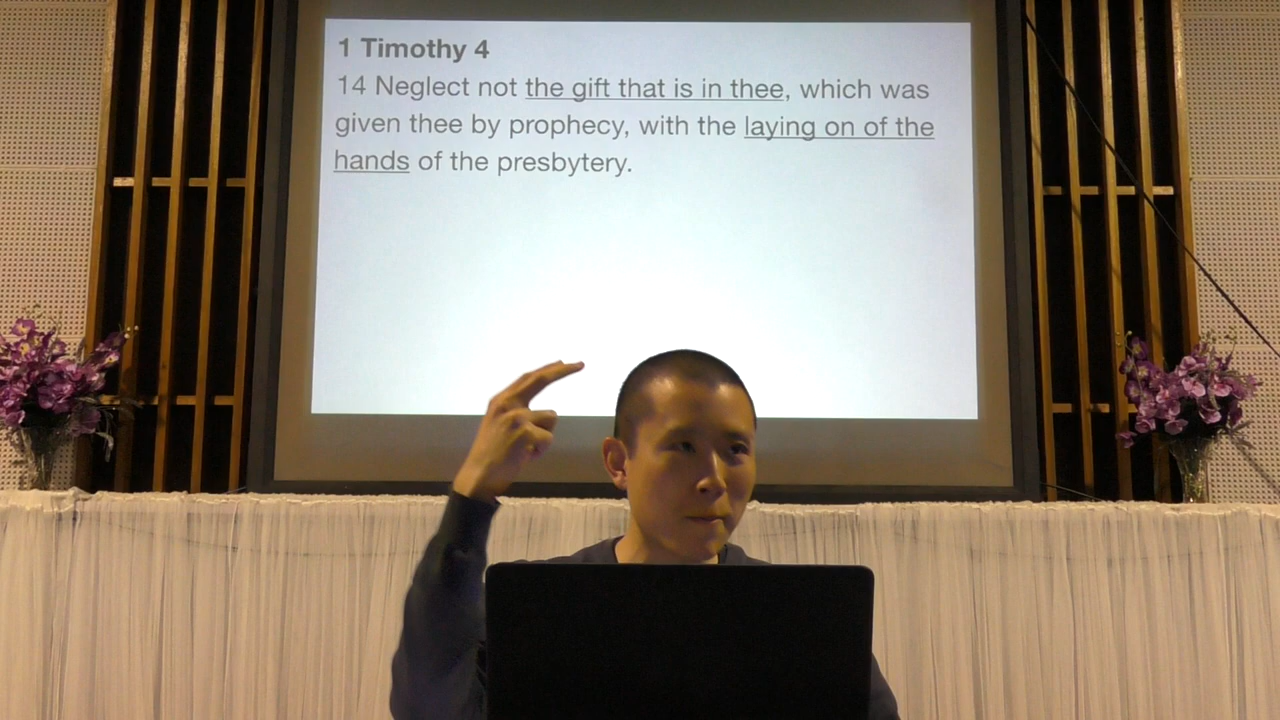 1 Timothy 4
14 Neglect not the gift that is in thee, which was
given thee by prophecy, with the laying on of the
hands of the presbytery.